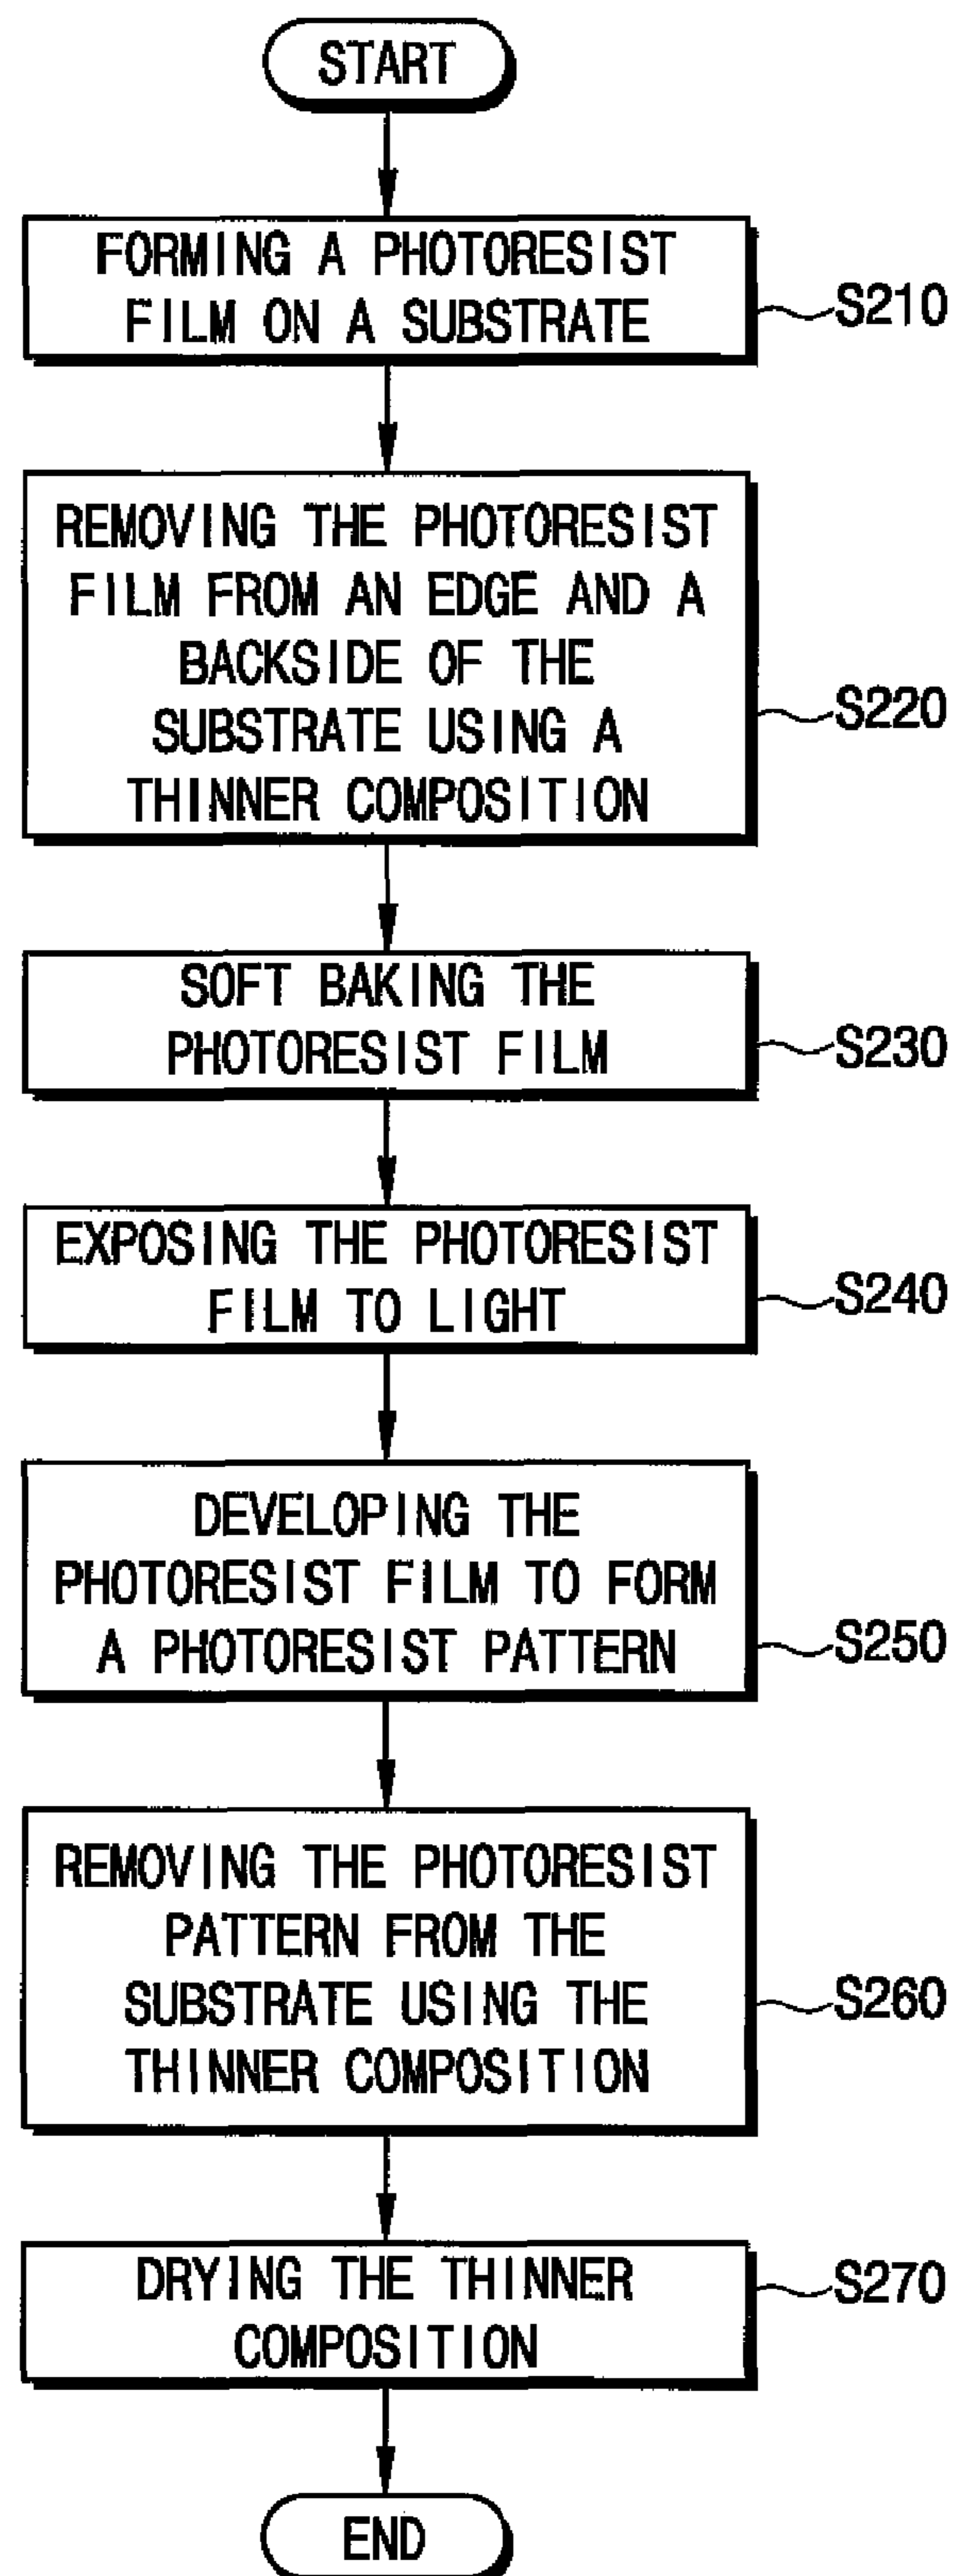 START
FORMING A PHOTORESIST
FILM ON A SUBSTRATE
S210
REMOVING THE PHOTORESIST
FILM FROM AN EDGE AND A
BACKSIDE OF THE
SUBSTRATE USING A
THINNER COMPOSITION
S220
SOFT BAKING THE
PHOTORESIST FILM
S230
EXPOSING THE PHOTORESIST
FILM TO LIGHT
S240
DEVELOPING THE
PHOTORESIST FILM TO FORM
A PHOTORESIST PATTERN
S250
REMOVING THE PHOTORESIST
PATTERN FROM THE
SUBSTRATE USING THE
THINNER COMPOSITION
S260
DRYING THE THINNER
COMPOSITION
S270
END